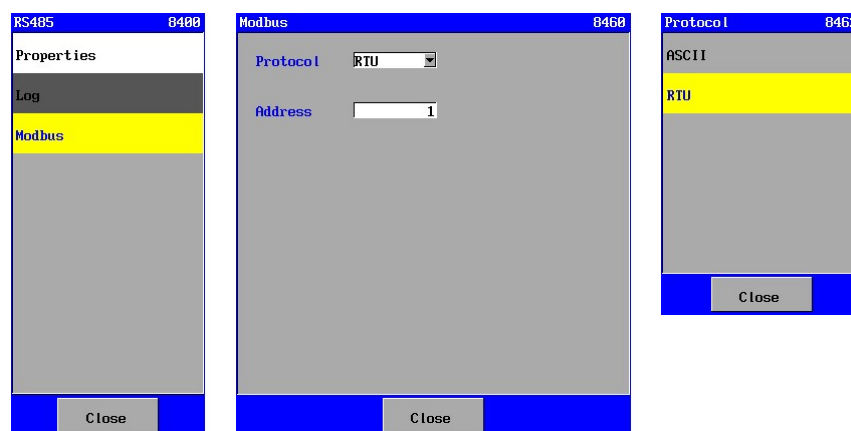 RS485 8400
Properties
Log
Modbus
Close
Modbus 8460
Protocol RTU
Address 1
Close
Protocol
ASCII
RTU
Close